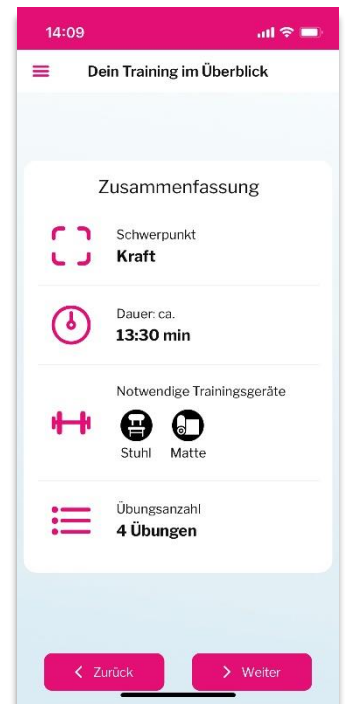 14:09
Dein Training im Überblick
Zusammenfassung
Schwerpunkt
Kraft
Dauer: ca.
13:30 min
Notwendige Trainingsgeräte
Stuhl Matte
Übungsanzahl
4 Übungen
Zurück Weiter